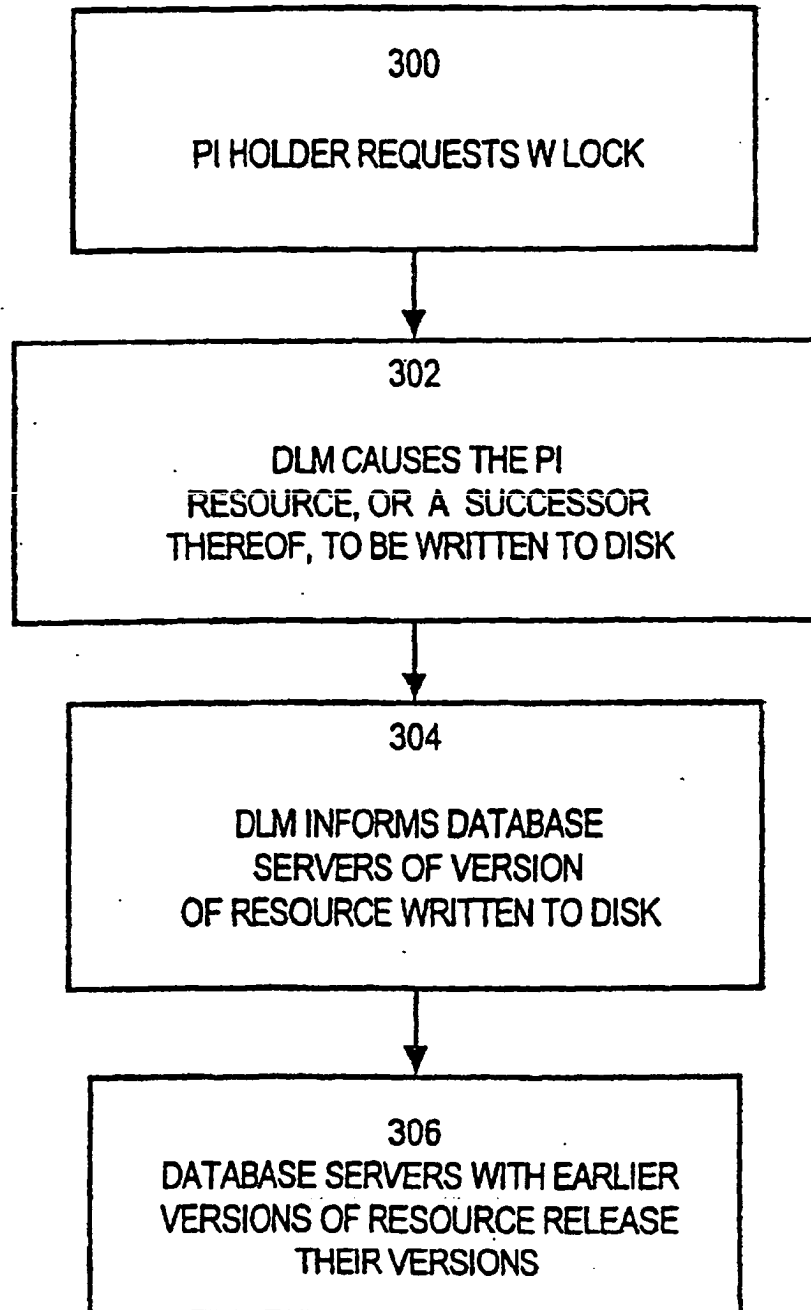 300
PI HOLDER REQUESTS W LOCK
302
DLM CAUSES THE PI
RESOURCE, OR A SUCCESSOR
THEREOF, TO BE WRITTEN TO DISK
304
DLM INFORMS DATABASE
SERVERS OF VERSION
OF RESOURCE WRITTEN TO DISK
306
DATABASE SERVERS WITH EARLIER
VERSIONS OF RESOURCE RELEASE
THEIR VERSIONS